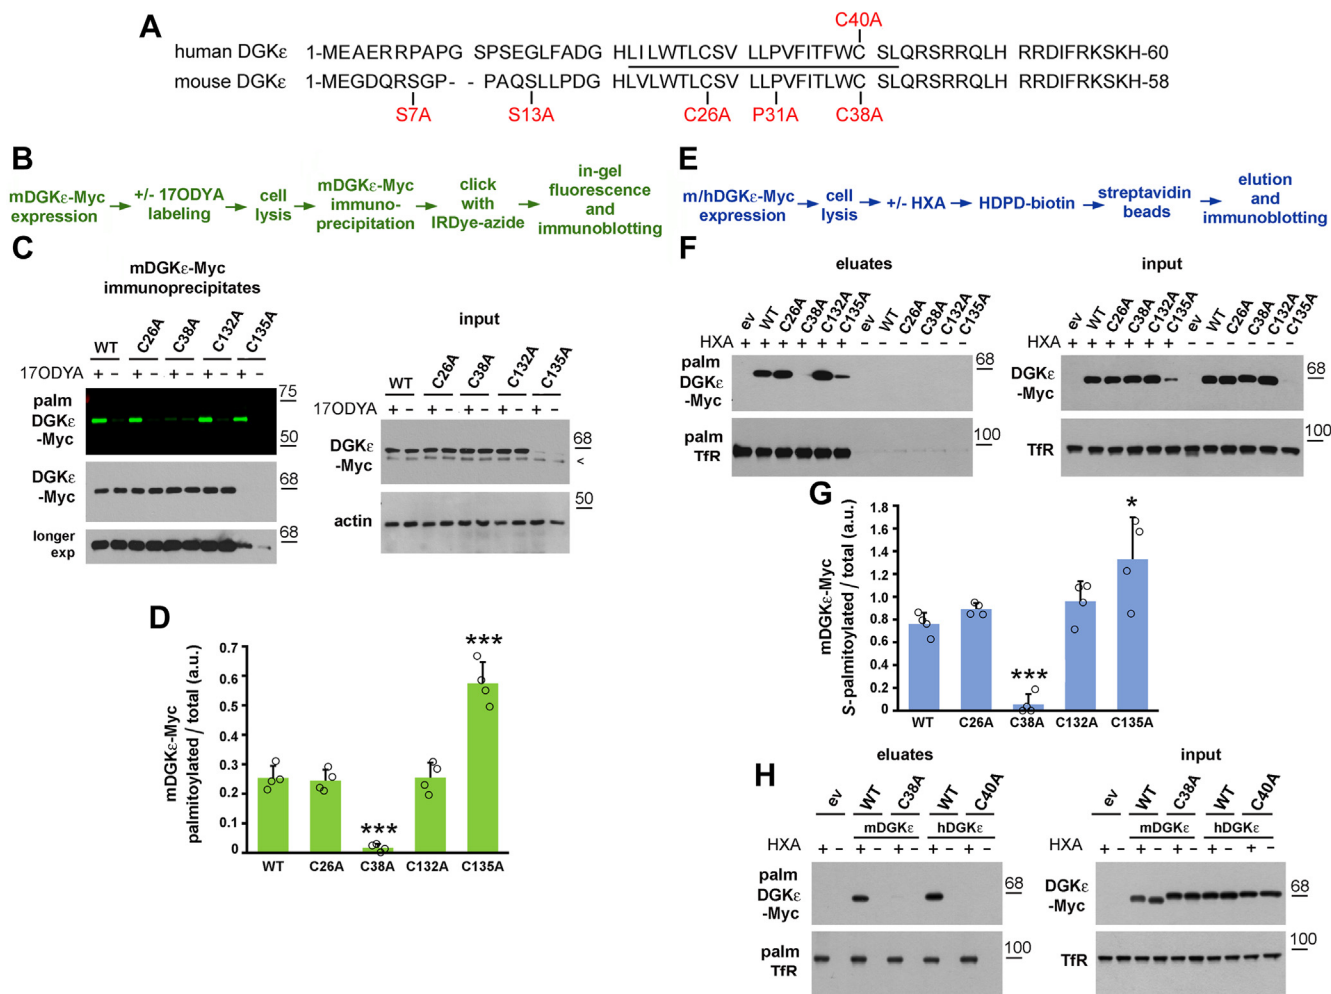 A
C40A
human DGKε 1-MEAERRPAPG SPSEGLFADG HLILWTLCSV LLPVFITFWC SLQRSRRQLH RRDIFRKSKH-60
mouse DGKε 1-MEGDQRSGP- - PAQSLLPDG HLVLWTLCSV LLPVFITLWC SLQRSRRQLH RRDIFRKSKH-58
S7A S13A C26A P31A C38A
B
mDGKε-Myc
expression
+/- 17ODYA
labeling
cell
lysis
mDGKε-Myc
immuno-
precipitation
click
with
IRDye-azide
in-gel
fluorescence
and
immunoblotting
E
m/hDGKε-Myc
expression
cell
lysis
+/- HXA
HDPD-biotin
streptavidin
beads
elution
and
immunoblotting
C
mDGKε-Myc
immunoprecipitates
WT C26A C38A C132A C135A
17ODYA + - + - + - + - + -
palm
DGKε
-Myc
75
50
DGKε
-Myc
68
longer
exp
68
input
WT C26A C38A C132A C135A
17ODYA + - + - + - + - + -
DGKε
-Myc
68
<
actin
50
D
mDGKε-Myc
palmitoylated / total (a.u.)
0.7
0.6
0.5
0.4
0.3
0.2
0.1
0
***
***
WT C26A C38A C132A C135A
F
eluates
ev WT C26A C38A C132A C135A ev WT C26A C38A C132A C135A
HXA + + + + + + - - - - - -
palm
DGKε
-Myc
68
palm
TfR
100
input
ev WT C26A C38A C132A C135A ev WT C26A C38A C132A C135A
HXA + + + + + + - - - - - -
DGKε
-Myc
68
TfR
100
G
mDGKε-Myc
S-palmitoylated / total (a.u.)
1.8
1.6
1.4
1.2
1.0
0.8
0.6
0.4
0.2
0
***
*
WT C26A C38A C132A C135A
H
eluates
ev WT C38A WT C40A
mDGKε hDGKε
HXA + - + - + - + - + -
palm
DGKε
-Myc
68
palm
TfR
100
input
ev WT C38A WT C40A
mDGKε hDGKε
HXA + - + - + - + - + -
DGKε
-Myc
68
TfR
100